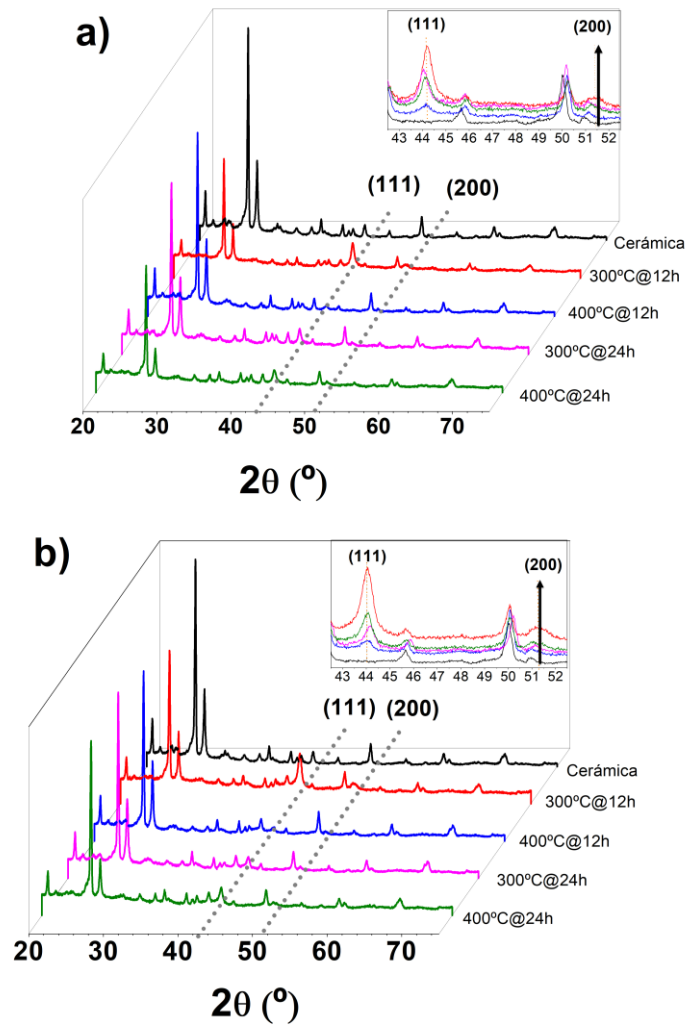 a)
(111)
(200)
43 44 45 46 47 48 49 50 51 52
(111)
(200)
Cerámica
300ºC@12h
400ºC@12h
300ºC@24h
400ºC@24h
20 30 40 50 60 70
2θ (º)
b)
(111)
(200)
43 44 45 46 47 48 49 50 51 52
(111)
(200)
Cerámica
300ºC@12h
400ºC@12h
300ºC@24h
400ºC@24h
20 30 40 50 60 70
2θ (º)